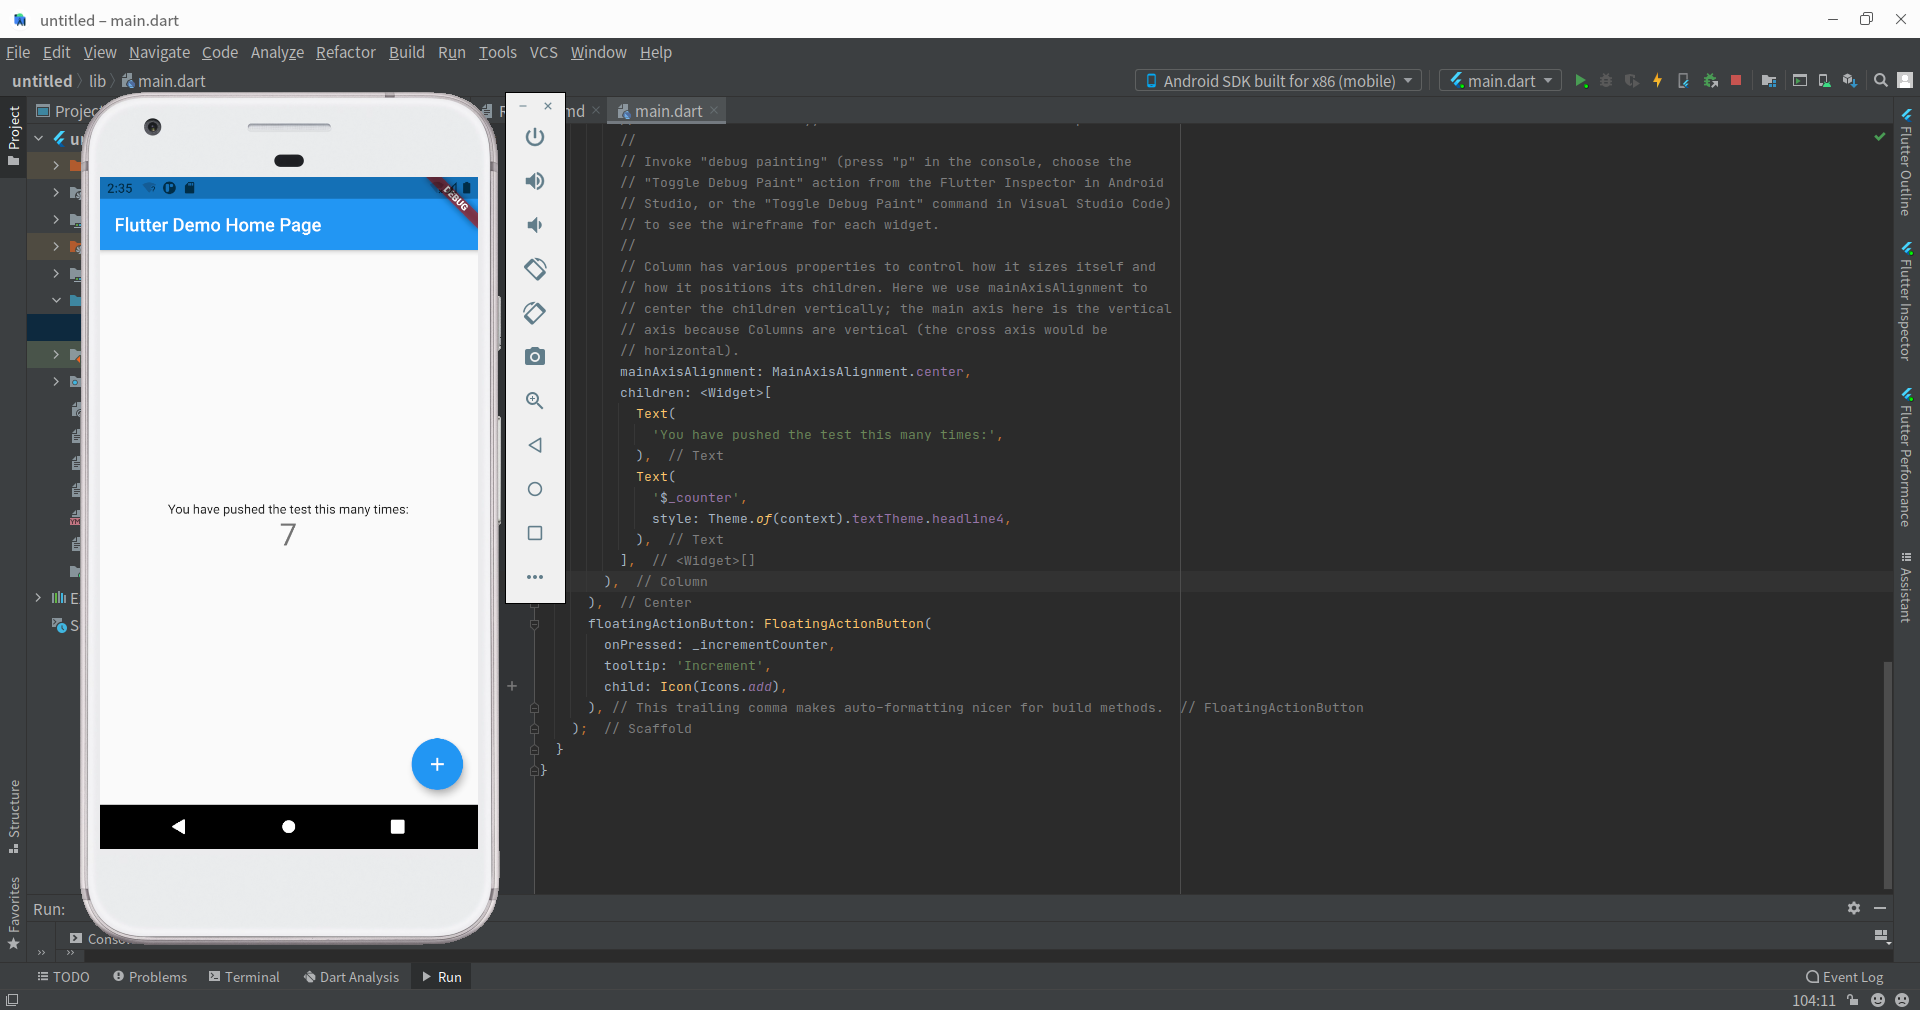 untitled – main.dart
File Edit View Navigate Code Analyze Refactor Build Run Tools VCS Window Help
untitled lib main.dart
Android SDK built for x86 (mobile)
main.dart
Project
main.dart
//
// Invoke "debug painting" (press "p" in the console, choose the
// "Toggle Debug Paint" action from the Flutter Inspector in Android
// Studio, or the "Toggle Debug Paint" command in Visual Studio Code)
// to see the wireframe for each widget.
//
// Column has various properties to control how it sizes itself and
// how it positions its children. Here we use mainAxisAlignment to
// center the children vertically; the main axis here is the vertical
// axis because Columns are vertical (the cross axis would be
// horizontal).
mainAxisAlignment: MainAxisAlignment.center,
children: <Widget>[
Text(
'You have pushed the test this many times:',
), // Text
Text(
'$_counter',
style: Theme.of(context).textTheme.headline4,
), // Text
], // <Widget>[]
), // Column
), // Center
floatingActionButton: FloatingActionButton(
onPressed: _incrementCounter,
tooltip: 'Increment',
child: Icon(Icons.add),
), // This trailing comma makes auto-formatting nicer for build methods. // FloatingActionButton
); // Scaffold
}
}
2:35
DEBUG
Flutter Demo Home Page
You have pushed the test this many times:
7
Structure
Favorites
Flutter Outline
Flutter Inspector
Flutter Performance
Assistant
Run:
TODO Problems Terminal Dart Analysis Run
Event Log
104:11